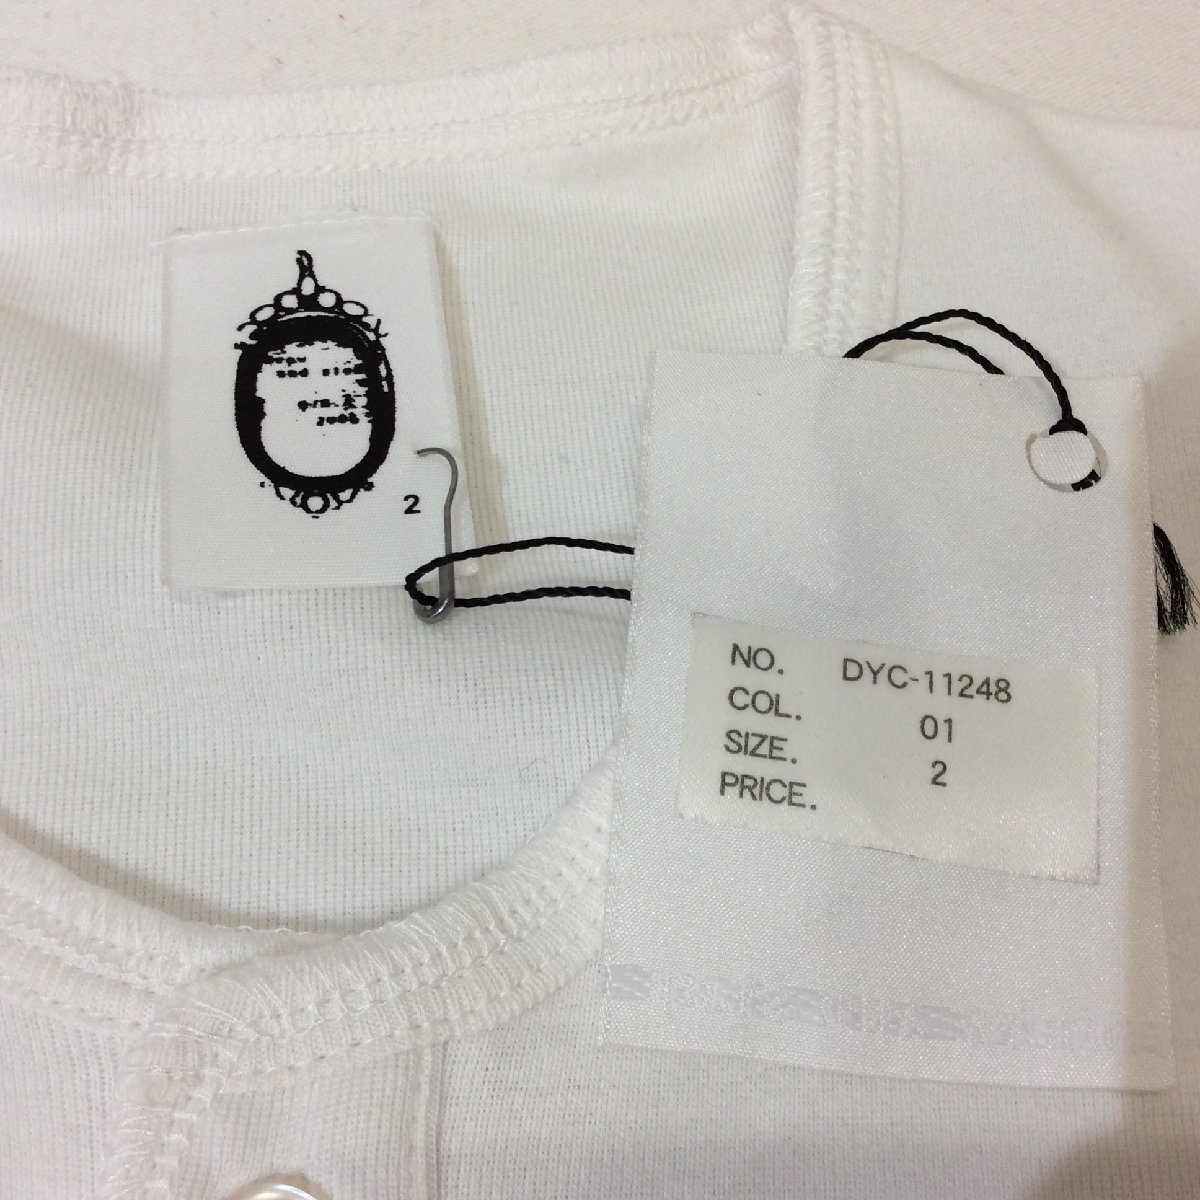 2
NO. DYC-11248
COL. 01
SIZE. 2
PRICE.